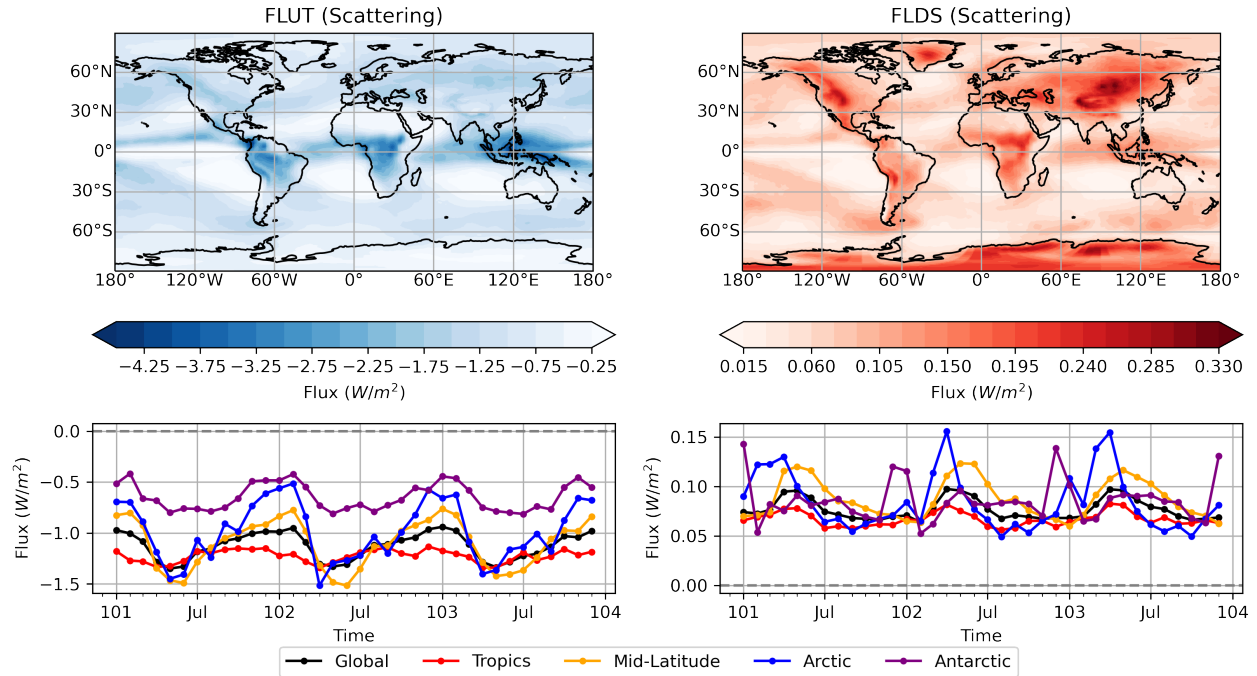 FLUT (Scattering)
60°N
30°N
0°
30°S
60°S
180° 120°W 60°W 0° 60°E 120°E 180°
−4.25 −3.75 −3.25 −2.75 −2.25 −1.75 −1.25 −0.75 −0.25
Flux (W/m²)
FLDS (Scattering)
60°N
30°N
0°
30°S
60°S
180° 120°W 60°W 0° 60°E 120°E 180°
0.015 0.060 0.105 0.150 0.195 0.240 0.285 0.330
Flux (W/m²)
0.0
−0.5
−1.0
−1.5
Flux (W/m²)
101 Jul 102 Jul 103 Jul 104
Time
0.15
0.10
0.05
0.00
Flux (W/m²)
101 Jul 102 Jul 103 Jul 104
Time
Global Tropics Mid-Latitude Arctic Antarctic